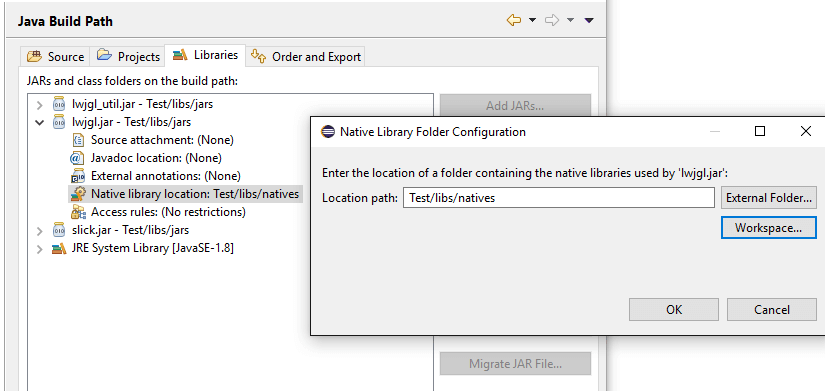 Java Build Path
Source Projects Libraries Order and Export
JARs and class folders on the build path:
lwjgl_util.jar - Test/libs/jars
lwjgl.jar - Test/libs/jars
Source attachment: (None)
Javadoc location: (None)
External annotations: (None)
Native library location: Test/libs/natives
Access rules: (No restrictions)
slick.jar - Test/libs/jars
JRE System Library [JavaSE-1.8]
Add JARs...
Native Library Folder Configuration
Enter the location of a folder containing the native libraries used by 'lwjgl.jar':
Location path: Test/libs/natives External Folder...
Workspace...
OK Cancel
Migrate JAR File...